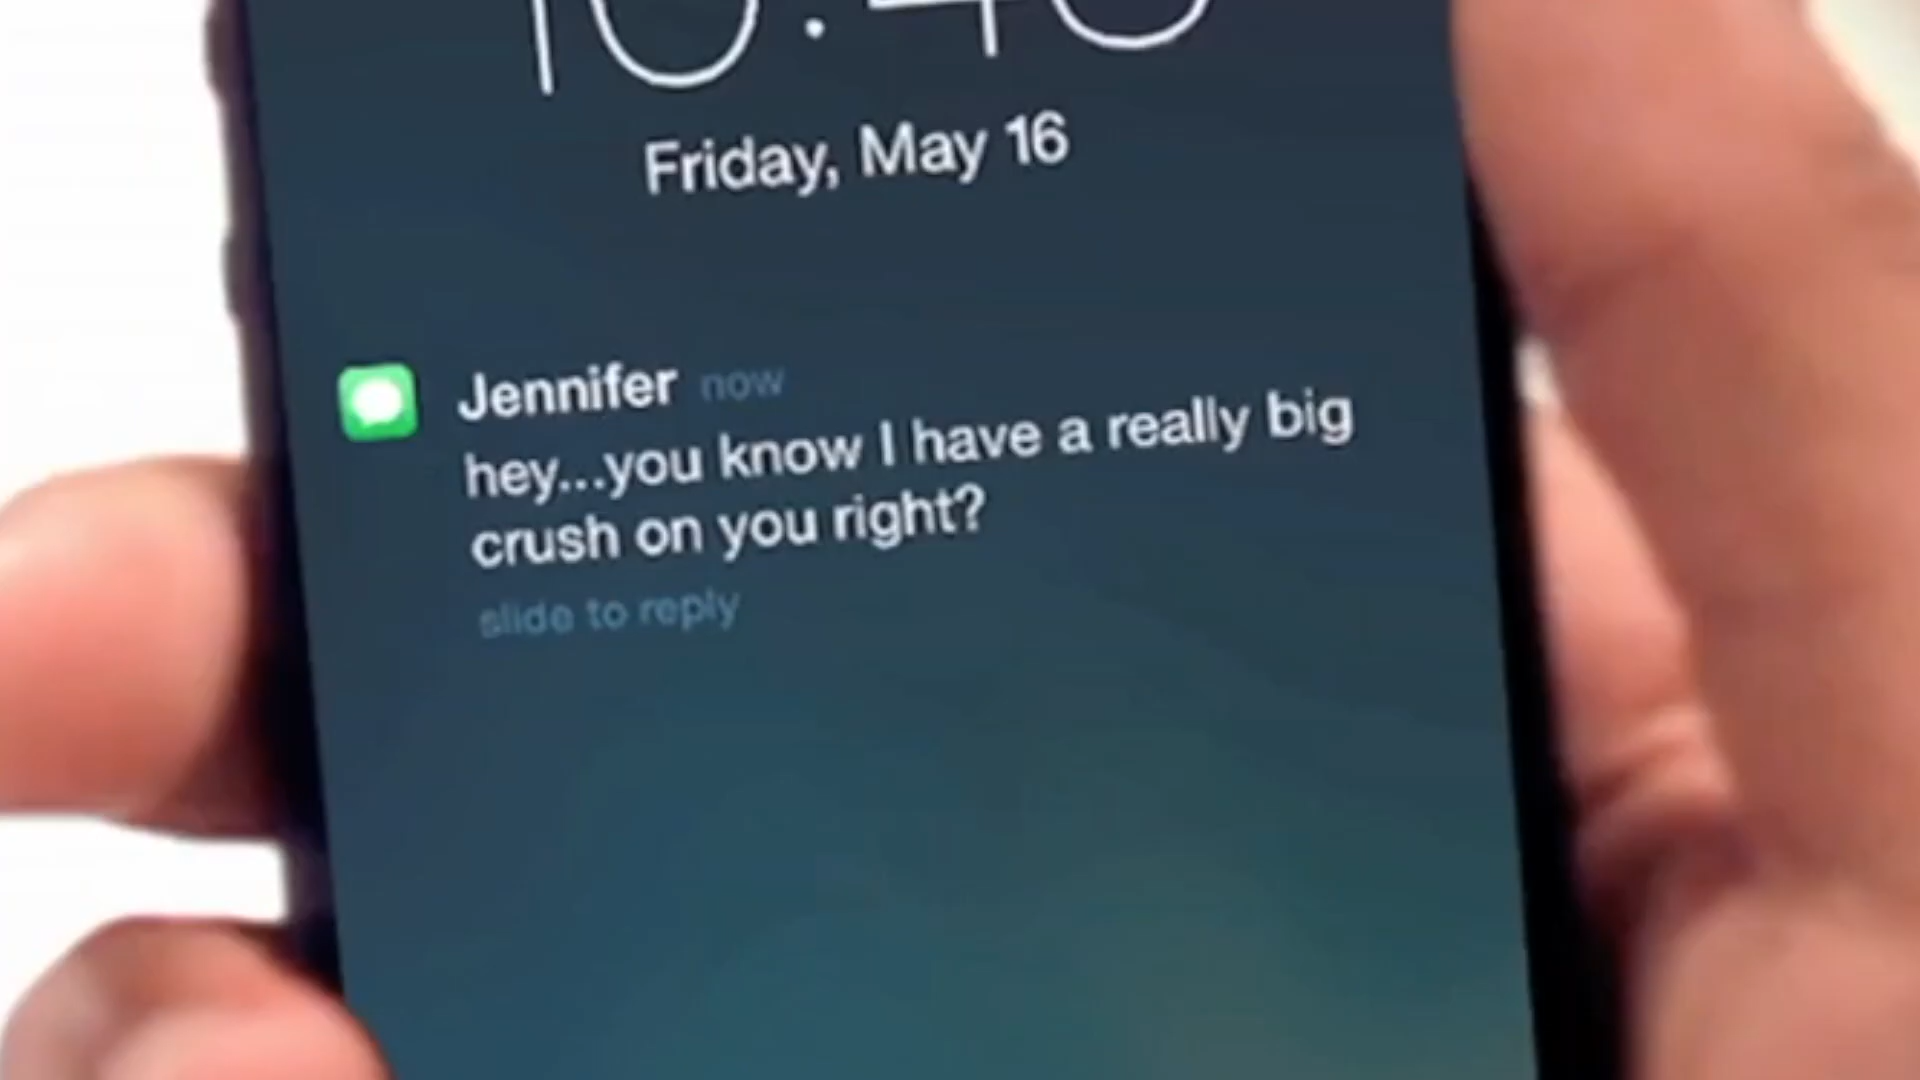 Friday, May 16
Jennifer now
hey...you know I have a really big
crush on you right?
slide to reply